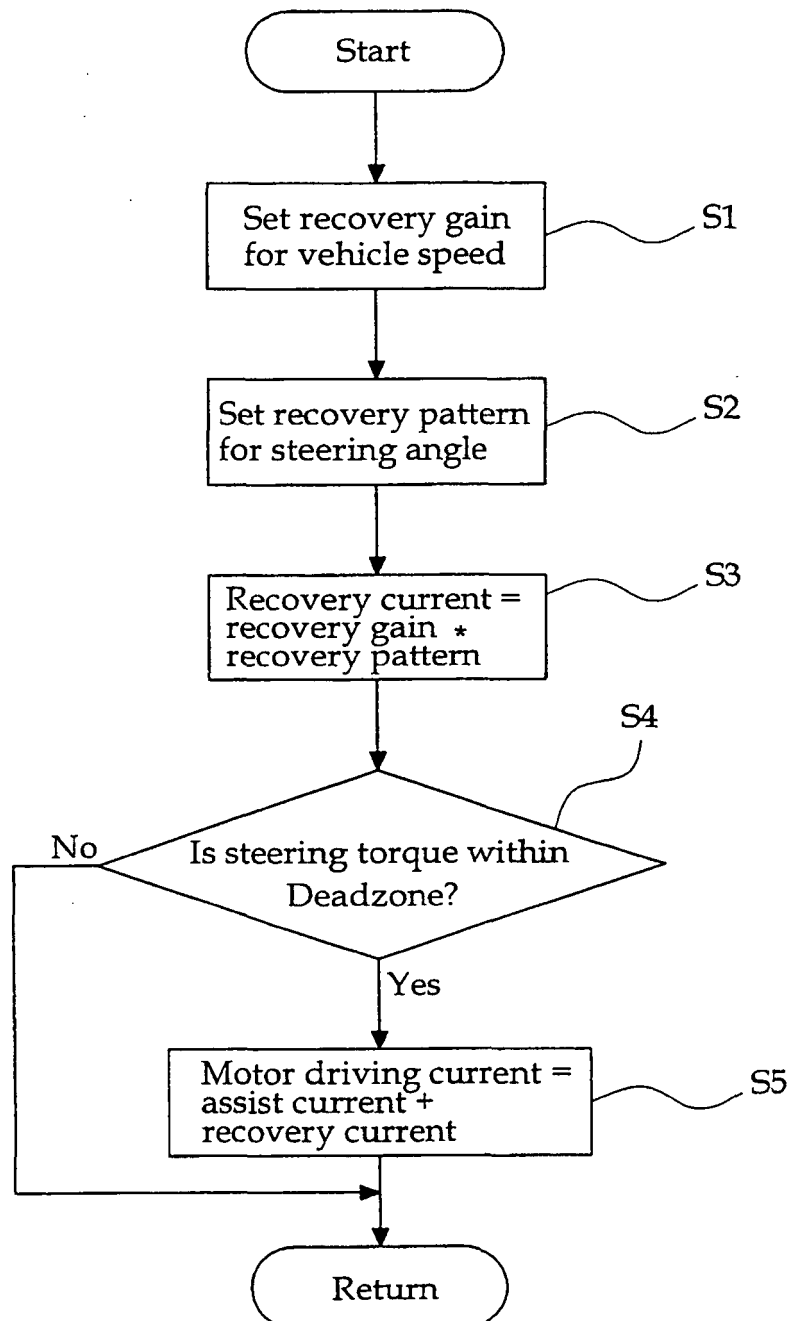 Start
Set recovery gain
for vehicle speed
S1
Set recovery pattern
for steering angle
S2
Recovery current =
recovery gain *
recovery pattern
S3
S4
No
Is steering torque within
Deadzone?
Yes
Motor driving current =
assist current +
recovery current
S5
Return